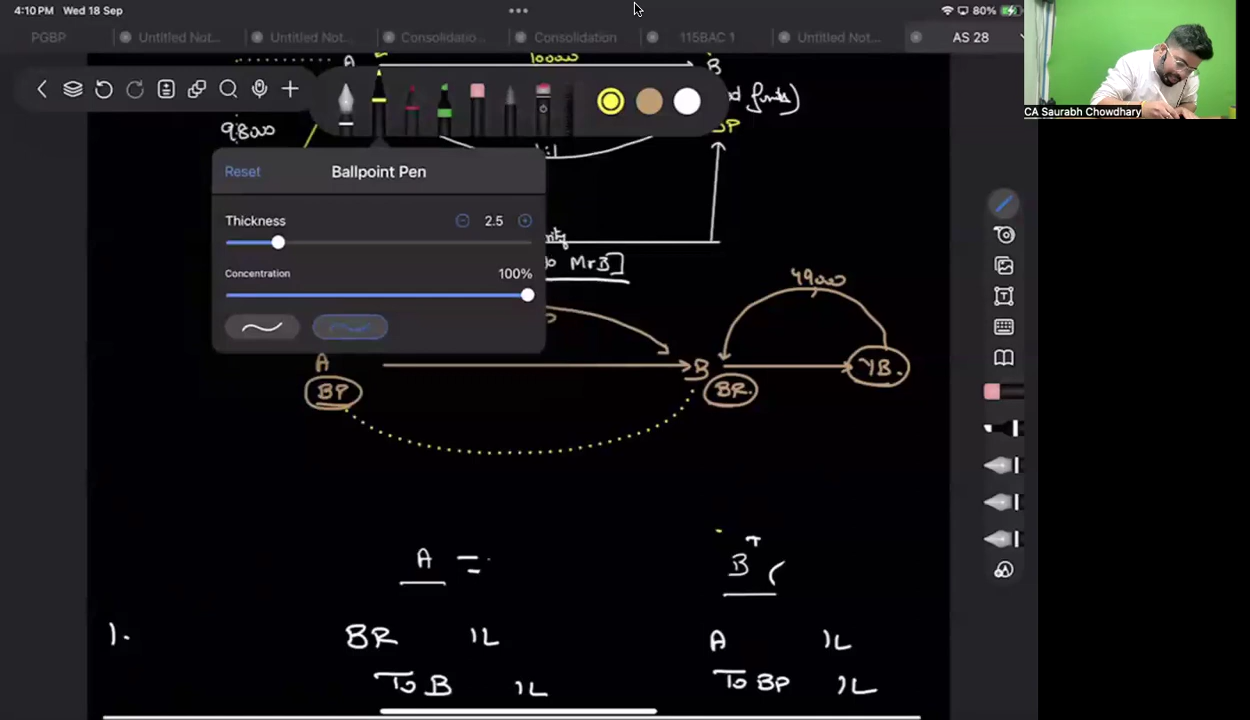 4:10 PM Wed 18 Sep
80%
PGBP
Untitled Not...
Untitled Not...
Consolidatio...
Consolidation
115BAC 1
Untitled Not...
AS 28
CA Saurabh Chowdhary
A
100000
B
98000
Reset
Ballpoint Pen
Thickness
2.5
Concentration
100%
Mr B]
49000
A
B
BP
BR.
YB.
A =
B (
1.
BR 1L
A 1L
To B 1L
To BP 1L